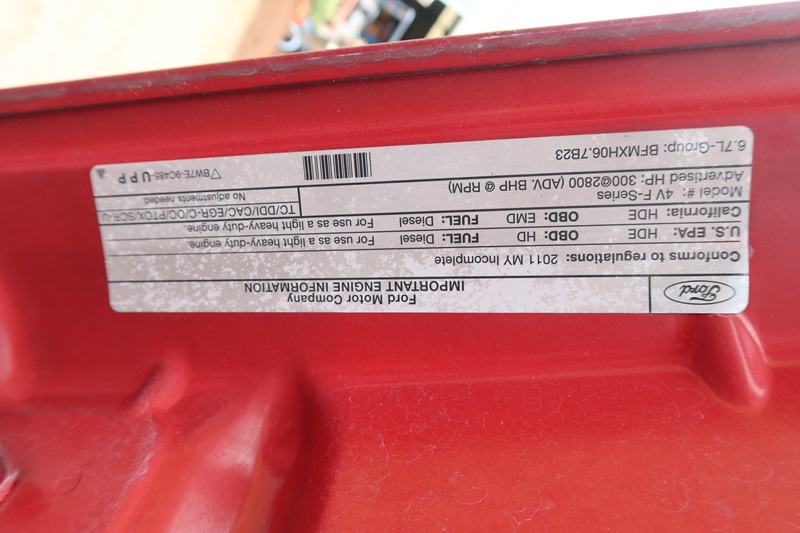 Ford
Ford Motor Company
IMPORTANT ENGINE INFORMATION
Conforms to regulations: 2011 MY Incomplete
U.S. EPA: HDE OBD: HD FUEL: Diesel For use as a light heavy-duty engine.
California: HDE OBD: EMD FUEL: Diesel For use as a light heavy-duty engine.
Model #: 4V F-Series
Advertised HP: 300@2800 (ADV. BHP @ RPM)
TC/DDI/CAC/EGR-C/OC/PTOX/SCR-U
No adjustments needed.
6.7L-Group: BFMXH06.7B23
BW7E-9C485-UPP